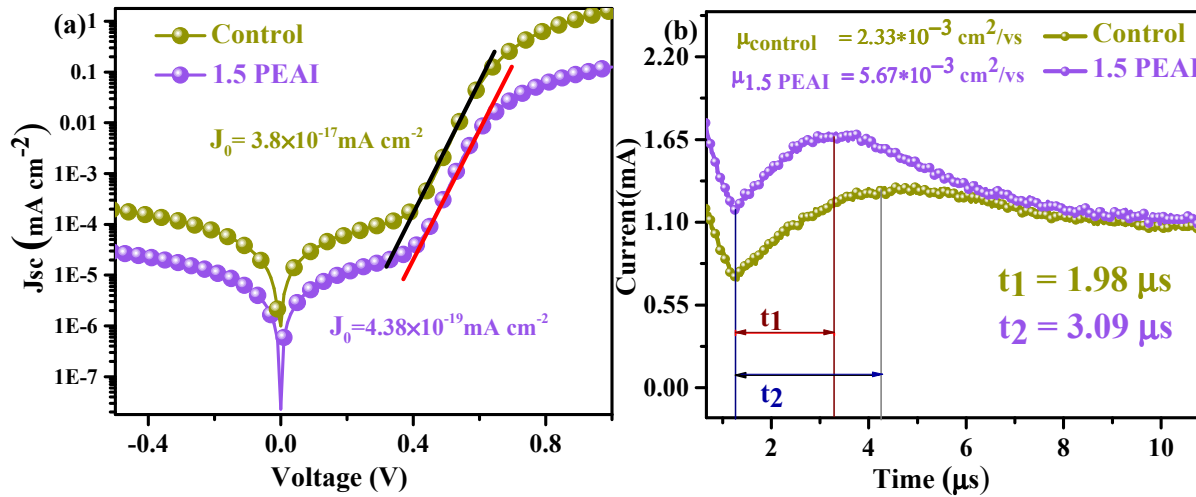 (a)
Control
1.5 PEAI
J₀= 3.8×10⁻¹⁷mA cm⁻²
J₀=4.38×10⁻¹⁹mA cm⁻²
Jsc (mA cm⁻²)
1
0.1
0.01
1E-3
1E-4
1E-5
1E-6
1E-7
-0.4
0.0
0.4
0.8
Voltage (V)
(b)
μcontrol = 2.33*10⁻³ cm²/vs
μ1.5 PEAI = 5.67*10⁻³ cm²/vs
Control
1.5 PEAI
Current(mA)
2.20
1.65
1.10
0.55
0.00
t1
t2
t1 = 1.98 μs
t2 = 3.09 μs
2
4
6
8
10
Time (μs)